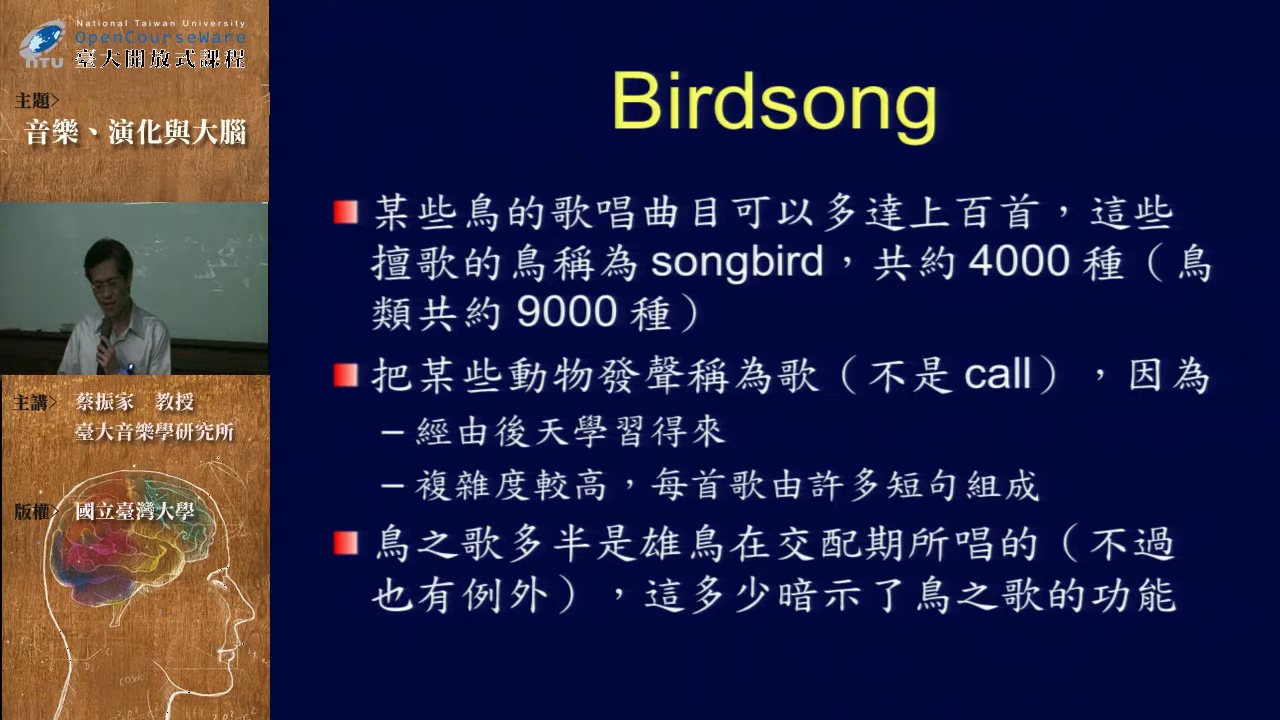 National Taiwan University
OpenCourseWare
NTU
臺大開放式課程
主題>
音樂、演化與大腦
主講> 蔡振家 教授
臺大音樂學研究所
版權> 國立臺灣大學
Birdsong
某些鳥的歌唱曲目可以多達上百首，這些
擅歌的鳥稱為 songbird，共約 4000 種（鳥
類共約 9000 種）
把某些動物發聲稱為歌（不是 call），因為
– 經由後天學習得來
– 複雜度較高，每首歌由許多短句組成
鳥之歌多半是雄鳥在交配期所唱的（不過
也有例外），這多少暗示了鳥之歌的功能